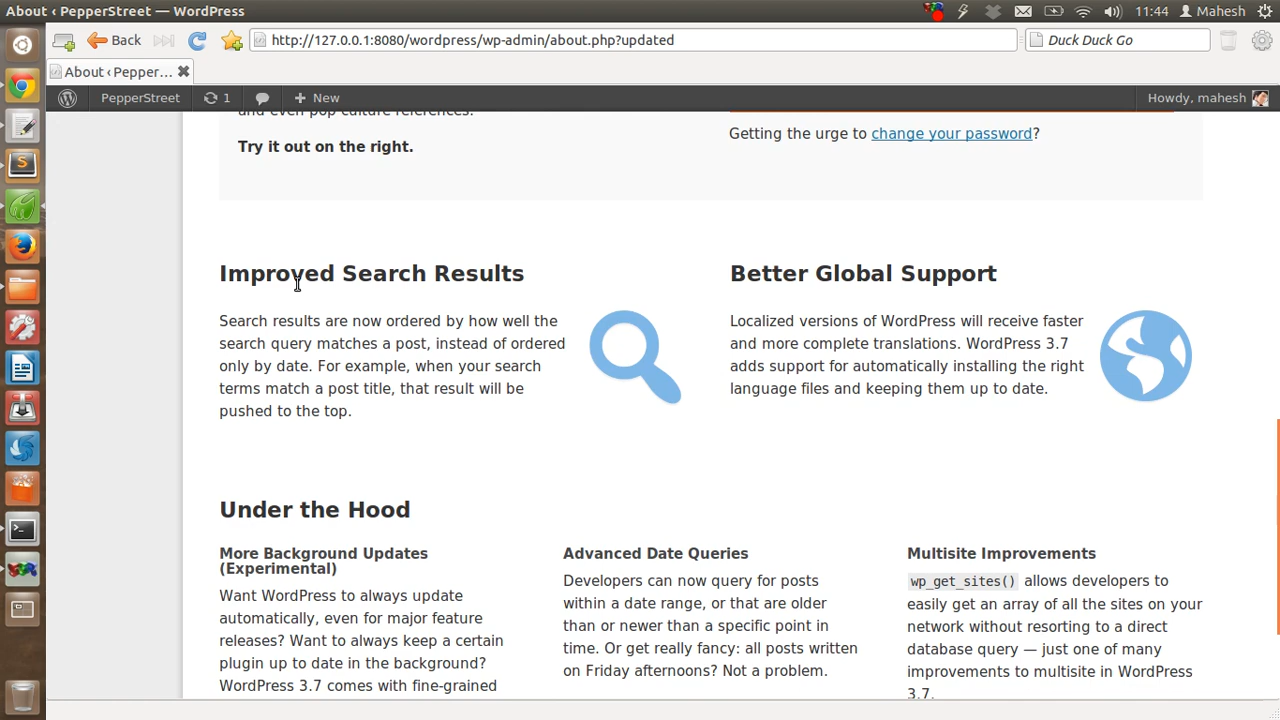 About ‹ PepperStreet — WordPress
11:44
Mahesh
Back
http://127.0.0.1:8080/wordpress/wp-admin/about.php?updated
Duck Duck Go
About ‹ Pepper...
PepperStreet
1
New
Howdy, mahesh
and even pop culture references.
Try it out on the right.
Getting the urge to change your password?
Improved Search Results
Search results are now ordered by how well the
search query matches a post, instead of ordered
only by date. For example, when your search
terms match a post title, that result will be
pushed to the top.
Better Global Support
Localized versions of WordPress will receive faster
and more complete translations. WordPress 3.7
adds support for automatically installing the right
language files and keeping them up to date.
Under the Hood
More Background Updates
(Experimental)
Want WordPress to always update
automatically, even for major feature
releases? Want to always keep a certain
plugin up to date in the background?
WordPress 3.7 comes with fine-grained
Advanced Date Queries
Developers can now query for posts
within a date range, or that are older
than or newer than a specific point in
time. Or get really fancy: all posts written
on Friday afternoons? Not a problem.
Multisite Improvements
wp_get_sites() allows developers to
easily get an array of all the sites on your
network without resorting to a direct
database query — just one of many
improvements to multisite in WordPress
3.7.